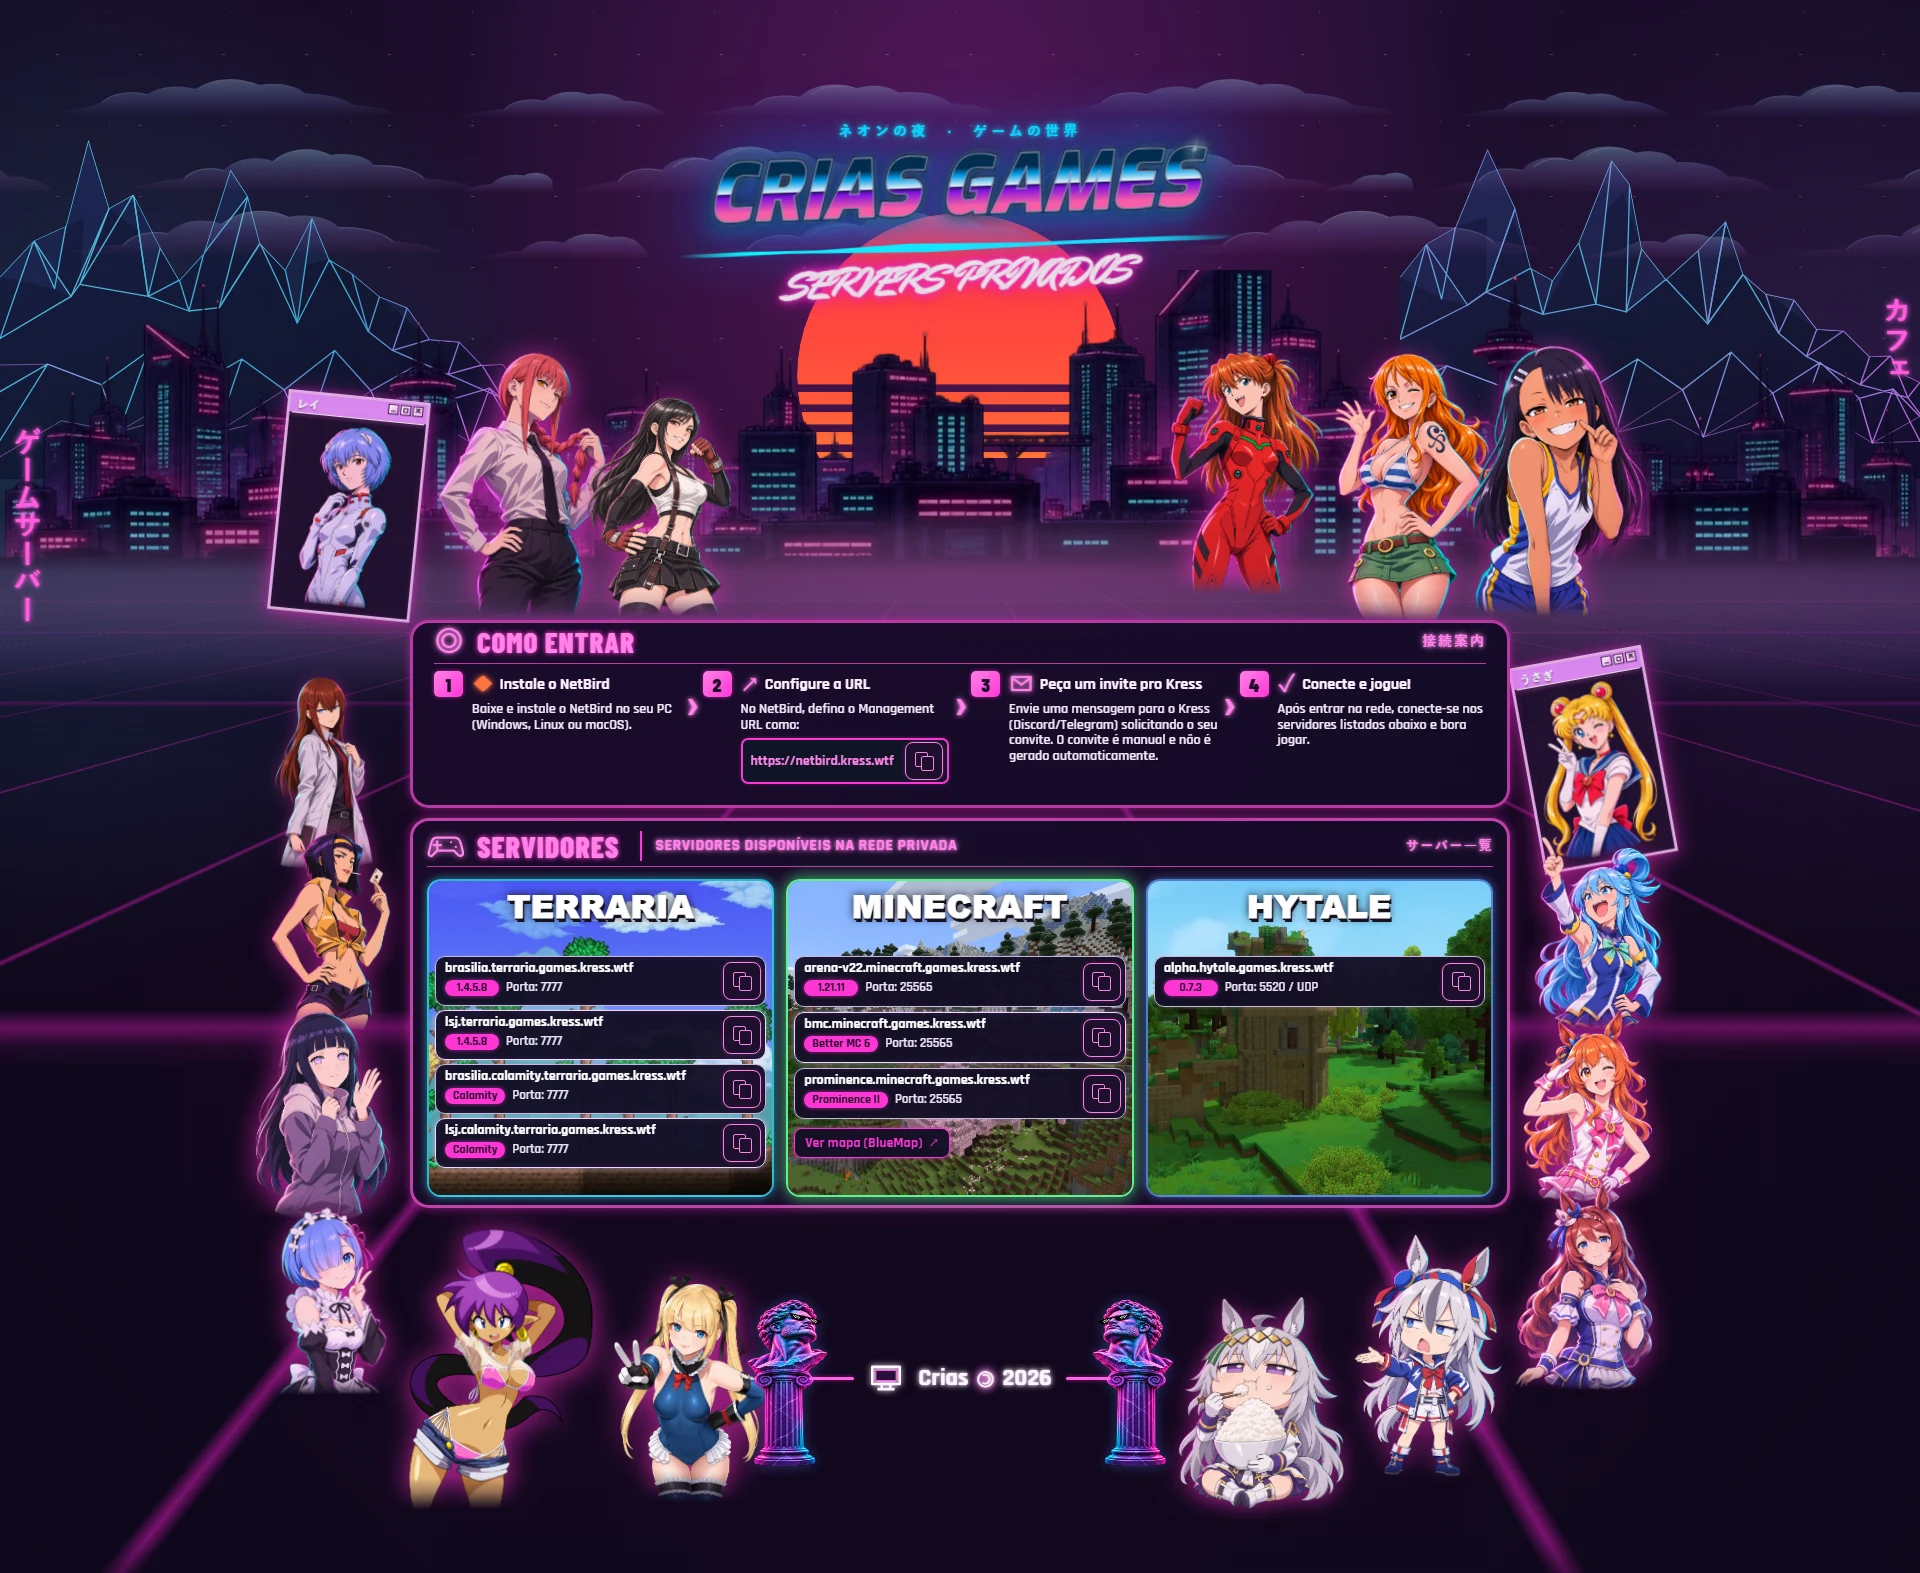 ネオンの夜 · ゲームの世界
CRIAS GAMES
SERVERS PRIVADOS
カフェ
ゲームサーバー
レイ
COMO ENTRAR
接続案内
1 Instale o NetBird
Baixe e instale o NetBird no seu PC
(Windows, Linux ou macOS).
2 Configure a URL
No NetBird, defina o Management
URL como:
https://netbird.kress.wtf
3 Peça um invite pro Kress
Envie uma mensagem para o Kress
(Discord/Telegram) solicitando o seu
convite. O convite é manual e não é
gerado automaticamente.
4 Conecte e jogue!
Após entrar na rede, conecte-se nos
servidores listados abaixo e bora
jogar.
うさぎ
SERVIDORES
SERVIDORES DISPONÍVEIS NA REDE PRIVADA
サーバー一覧
TERRARIA
brasilia.terraria.games.kress.wtf
1.4.5.8 Porta: 7777
lsj.terraria.games.kress.wtf
1.4.5.8 Porta: 7777
brasilia.calamity.terraria.games.kress.wtf
Calamity Porta: 7777
lsj.calamity.terraria.games.kress.wtf
Calamity Porta: 7777
MINECRAFT
arena-v22.minecraft.games.kress.wtf
1.21.11 Porta: 25565
bmc.minecraft.games.kress.wtf
Better MC 6 Porta: 25565
prominence.minecraft.games.kress.wtf
Prominence II Porta: 25565
Ver mapa (BlueMap) ↗
HYTALE
alpha.hytale.games.kress.wtf
0.7.3 Porta: 5520 / UDP
Crias 2026